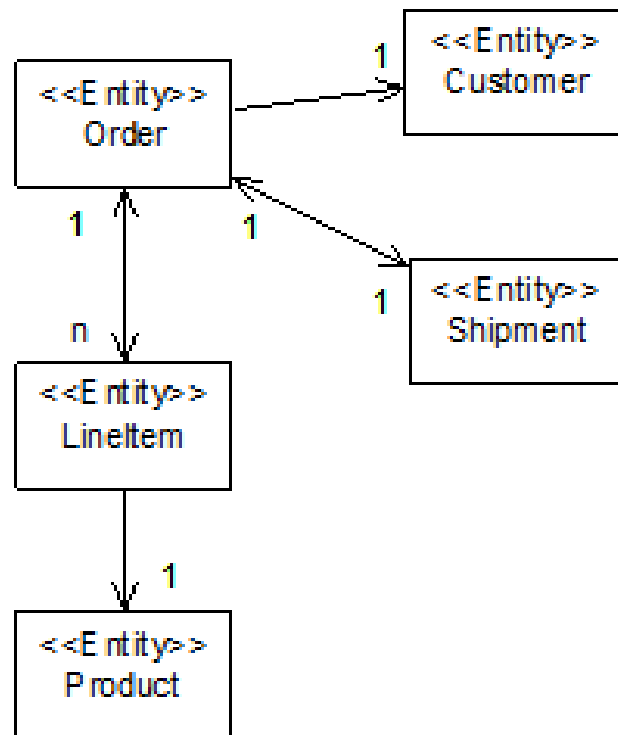 <<Entity>>
Order
1
<<Entity>>
Customer
1
1
1
<<Entity>>
Shipment
n
<<Entity>>
LineItem
1
<<Entity>>
Product